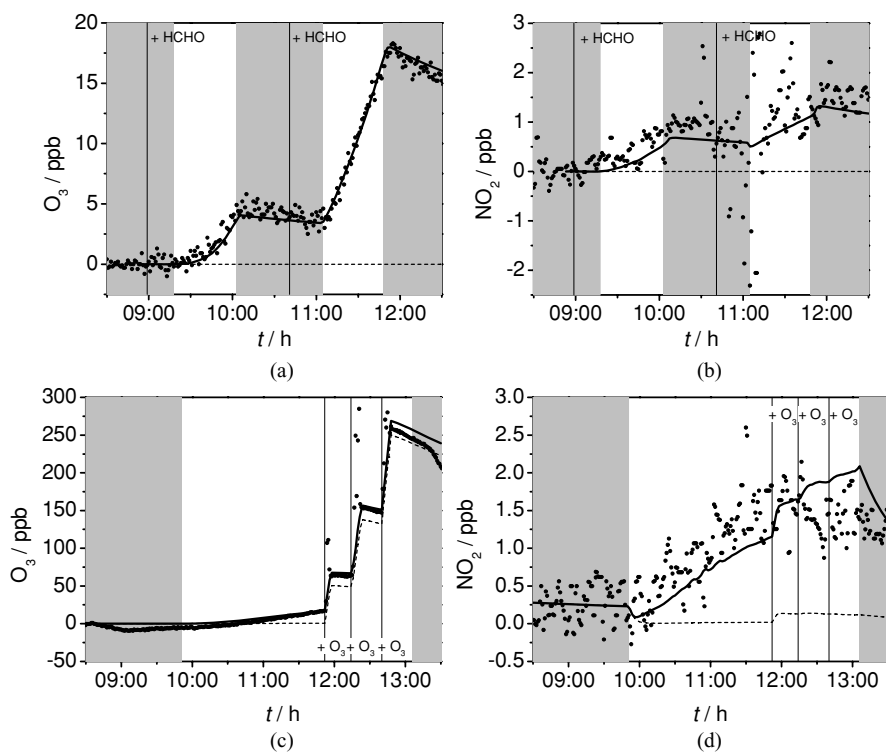 20
15
10
5
0
O3 / ppb
+ HCHO
+ HCHO
09:00 10:00 11:00 12:00
t / h
(a)
3
2
1
0
-1
-2
NO2 / ppb
+ HCHO
+ HCHO
09:00 10:00 11:00 12:00
t / h
(b)
300
250
200
150
100
50
0
-50
O3 / ppb
+ O3 + O3 + O3
09:00 10:00 11:00 12:00 13:00
t / h
(c)
3.0
2.5
2.0
1.5
1.0
0.5
0.0
-0.5
NO2 / ppb
+ O3 + O3 + O3
09:00 10:00 11:00 12:00 13:00
t / h
(d)